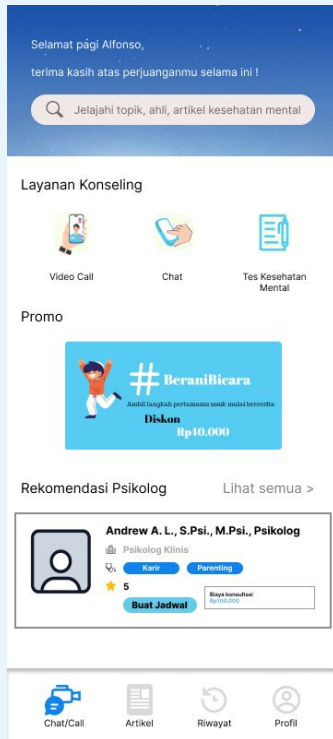 Selamat pagi Alfonso,
terima kasih atas perjuanganmu selama ini !
Jelajahi topik, ahli, artikel kesehatan mental
Layanan Konseling
Video Call
Chat
Tes Kesehatan
Mental
Promo
#BeraniBicara
Ambil langkah pertamamu untuk mulai bercerita
Diskon
Rp40.000
Rekomendasi Psikolog
Lihat semua >
Andrew A. L., S.Psi., M.Psi., Psikolog
Psikolog Klinis
Karir
Parenting
5
Buat Jadwal
Biaya konsultasi
Rp100.000
Chat/Call
Artikel
Riwayat
Profil